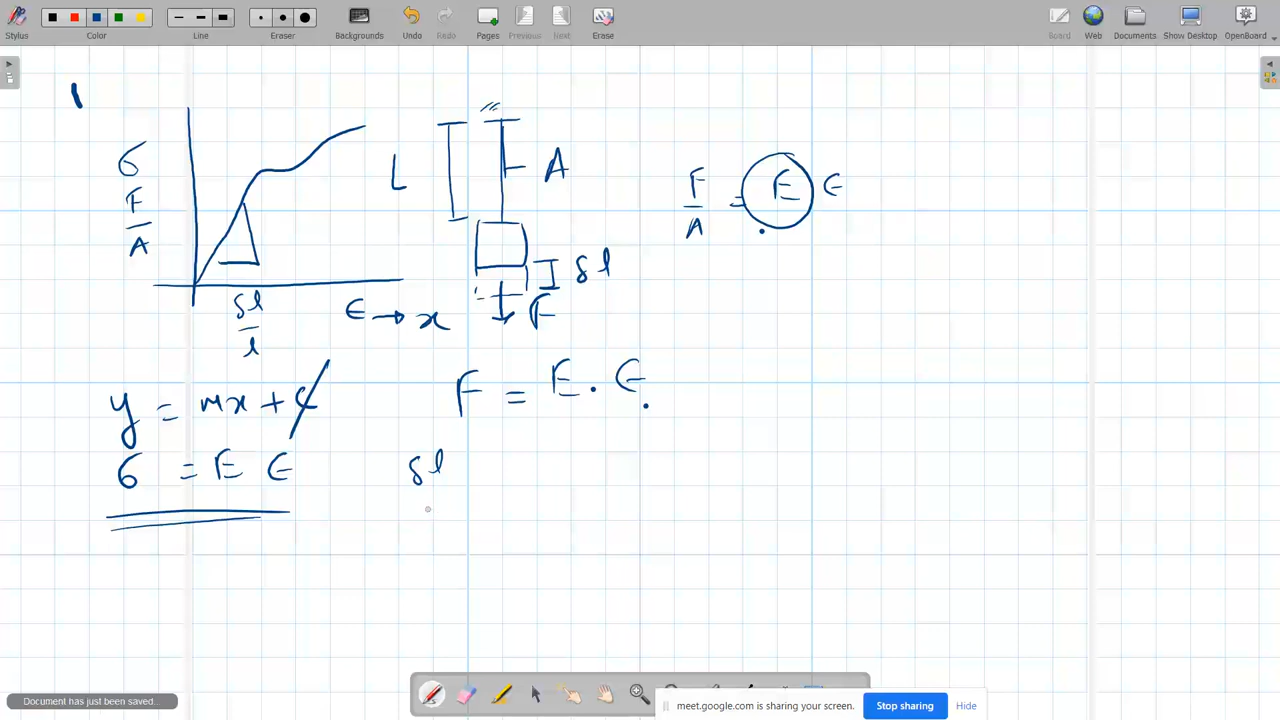 Stylus
Color
Line
Eraser
Backgrounds
Undo
Redo
Pages
Previous
Next
Erase
Board
Web
Documents
Show Desktop
OpenBoard
σ
F/A
L
A
δl
F
δl/l
ϵ → x
F/A = E ϵ
y = mx + c
F = E . ϵ
σ = E ϵ
δl
Document has just been saved...
meet.google.com is sharing your screen.
Stop sharing
Hide